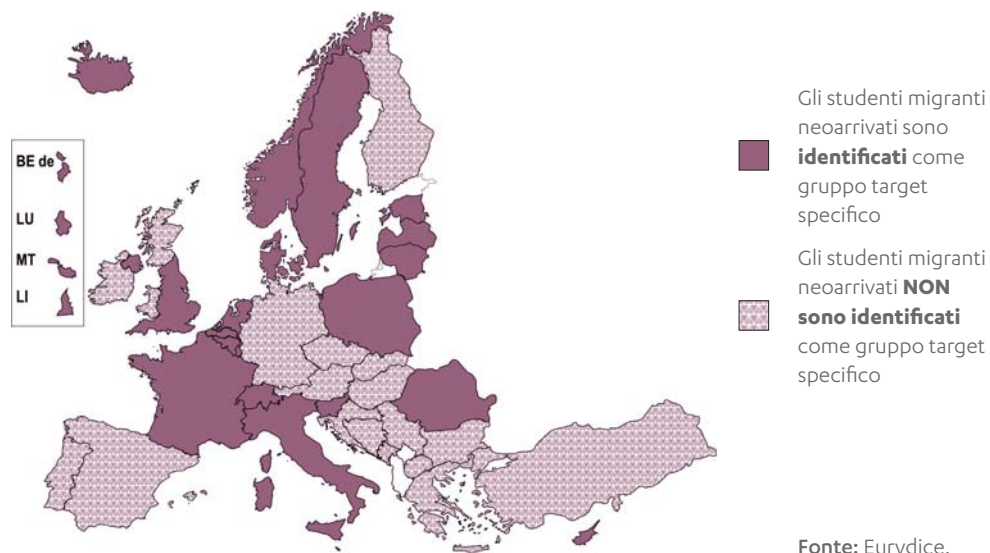 BE de
LU
MT
LI
Gli studenti migranti
neoarrivati sono
identificati come
gruppo target
specifico
Gli studenti migranti
neoarrivati NON
sono identificati
come gruppo target
specifico
Fonte: Eurydice.